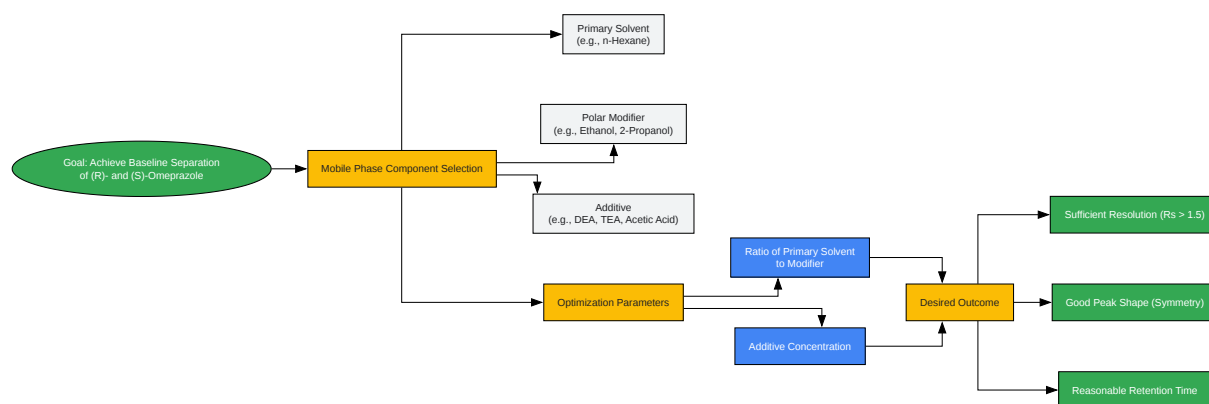 Primary Solvent
(e.g., n-Hexane)
Polar Modifier
(e.g., Ethanol, 2-Propanol)
Goal: Achieve Baseline Separation
of (R)- and (S)-Omeprazole
Mobile Phase Component Selection
Additive
(e.g., DEA, TEA, Acetic Acid)
Sufficient Resolution (Rs > 1.5)
Ratio of Primary Solvent
to Modifier
Optimization Parameters
Desired Outcome
Good Peak Shape (Symmetry)
Additive Concentration
Reasonable Retention Time